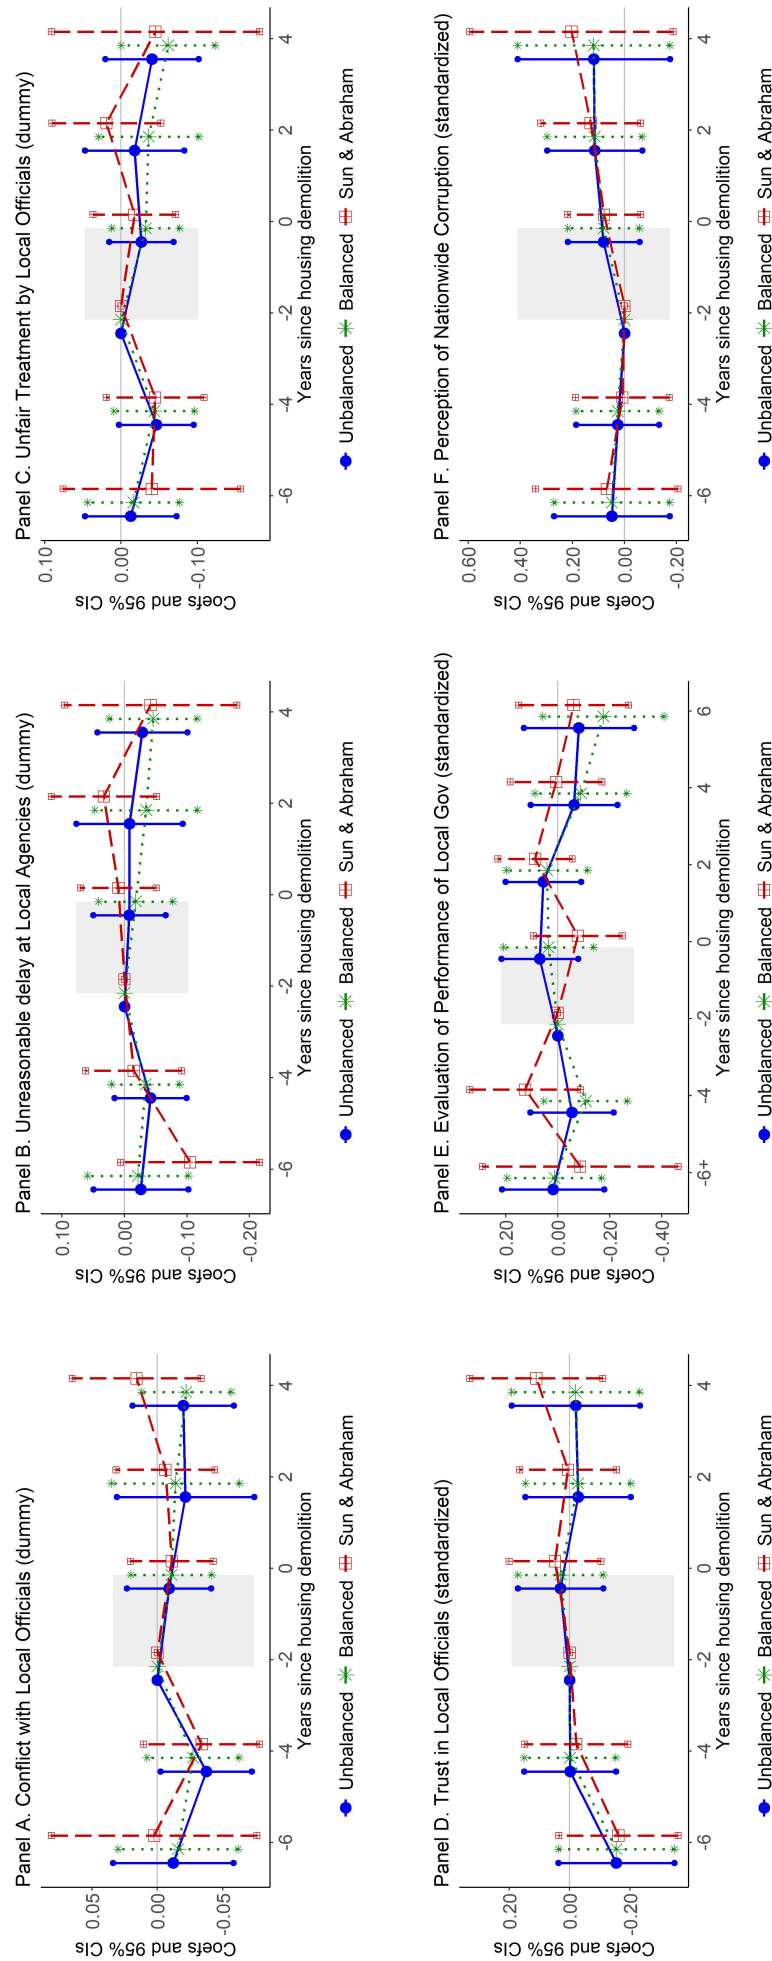 Panel A. Conflict with Local Officials (dummy)
Coefs and 95% CIs
0.05
0.00
-0.05
-6
-4
-2
0
2
4
Years since housing demolition
Unbalanced Balanced Sun & Abraham
Panel B. Unreasonable delay at Local Agencies (dummy)
Coefs and 95% CIs
0.10
0.00
-0.10
-0.20
-6
-4
-2
0
2
4
Years since housing demolition
Unbalanced Balanced Sun & Abraham
Panel C. Unfair Treatment by Local Officials (dummy)
Coefs and 95% CIs
0.10
0.00
-0.10
-6
-4
-2
0
2
4
Years since housing demolition
Unbalanced Balanced Sun & Abraham
Panel D. Trust in Local Officials (standardized)
Coefs and 95% CIs
0.20
0.00
-0.20
-6
-4
-2
0
2
4
Years since housing demolition
Unbalanced Balanced Sun & Abraham
Panel E. Evaluation of Performance of Local Gov (standardized)
Coefs and 95% CIs
0.20
0.00
-0.20
-0.40
-6+
-4
-2
0
2
4
6
Years since housing demolition
Unbalanced Balanced Sun & Abraham
Panel F. Perception of Nationwide Corruption (standardized)
Coefs and 95% CIs
0.60
0.40
0.20
0.00
-0.20
-6
-4
-2
0
2
4
Years since housing demolition
Unbalanced Balanced Sun & Abraham